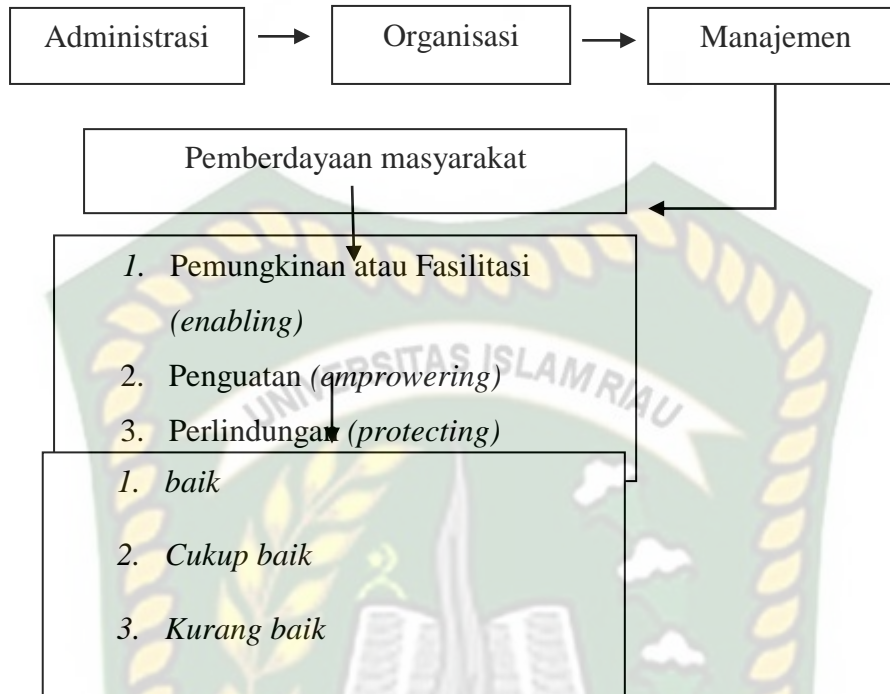 Administrasi
Organisasi
Manajemen
Pemberdayaan masyarakat
1. Pemungkinan atau Fasilitasi
(enabling)
2. Penguatan (emprowering)
3. Perlindungan (protecting)
UNIVERSITAS ISLAM RIAU
1. baik
2. Cukup baik
3. Kurang baik